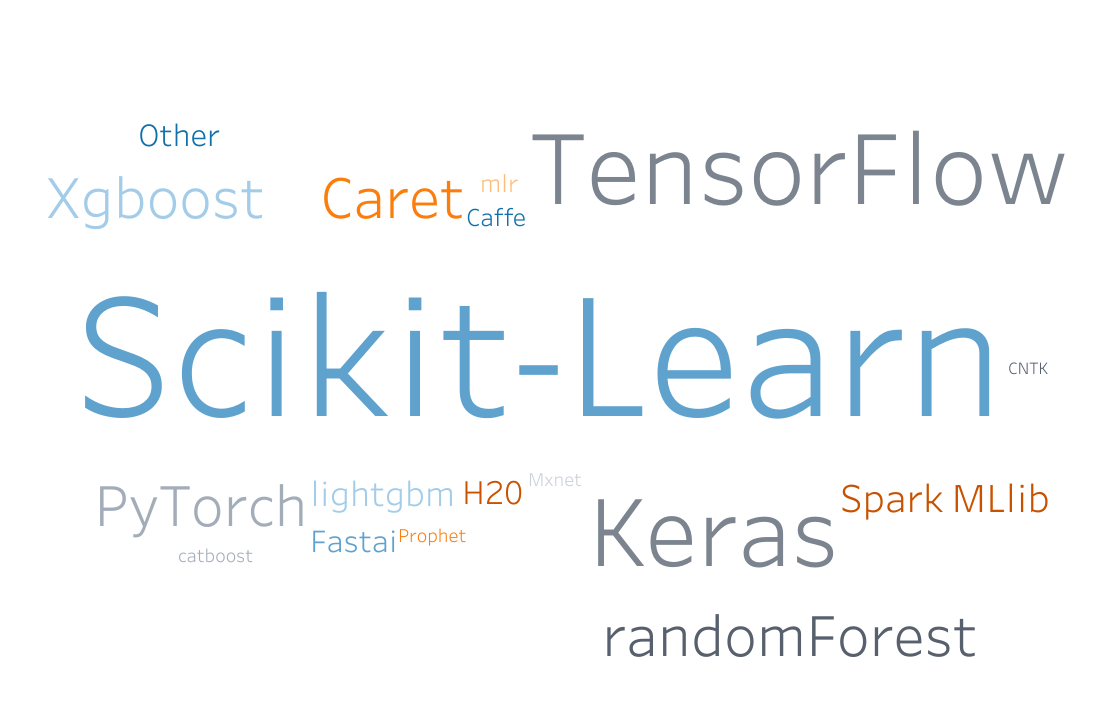 Other
Xgboost
Caret
mlr
Caffe
TensorFlow
Scikit-Learn
CNTK
PyTorch
lightgbm
H20
Mxnet
Fastai
Prophet
catboost
Keras
Spark MLlib
randomForest